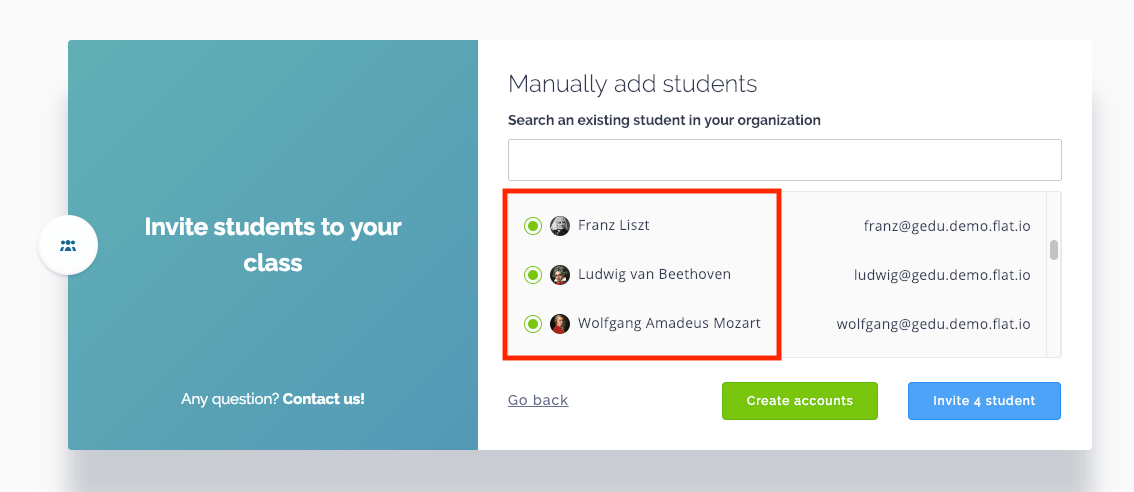 Invite students to your
class
Any question? Contact us!
Manually add students
Search an existing student in your organization
Franz Liszt franz@gedu.demo.flat.io
Ludwig van Beethoven ludwig@gedu.demo.flat.io
Wolfgang Amadeus Mozart wolfgang@gedu.demo.flat.io
Go back Create accounts Invite 4 student